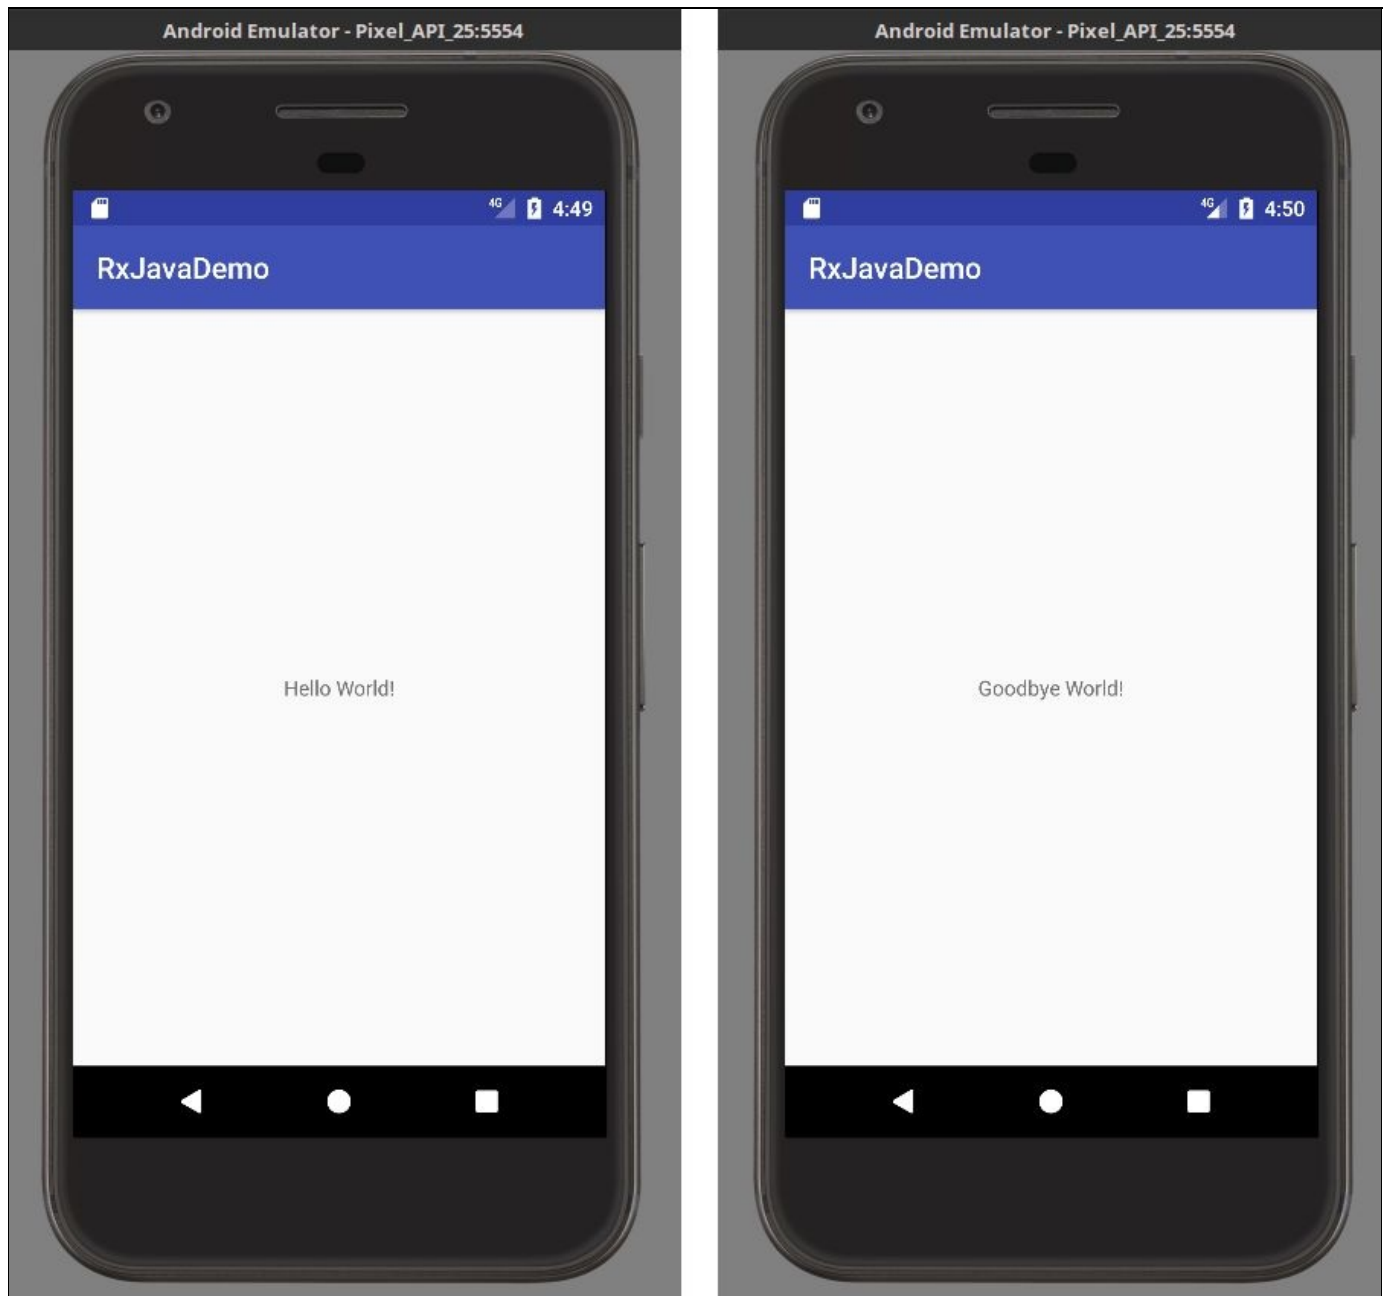 Android Emulator - Pixel_API_25:5554
4G 4:49
RxJavaDemo
Hello World!
Android Emulator - Pixel_API_25:5554
4G 4:50
RxJavaDemo
Goodbye World!